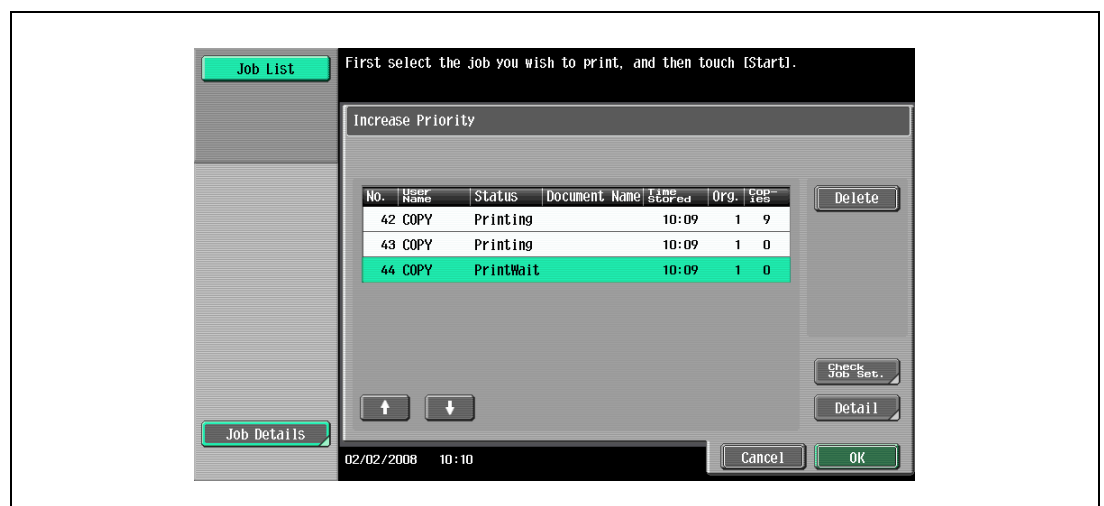 Job List
First select the job you wish to print, and then touch [Start].
Increase Priority
No. User Name Status Document Name Time Stored Org. Cop-ies
42 COPY Printing 10:09 1 9
43 COPY Printing 10:09 1 0
44 COPY PrintWait 10:09 1 0
Delete
Check Job Set.
Detail
Job Details
02/02/2008 10:10
Cancel
OK